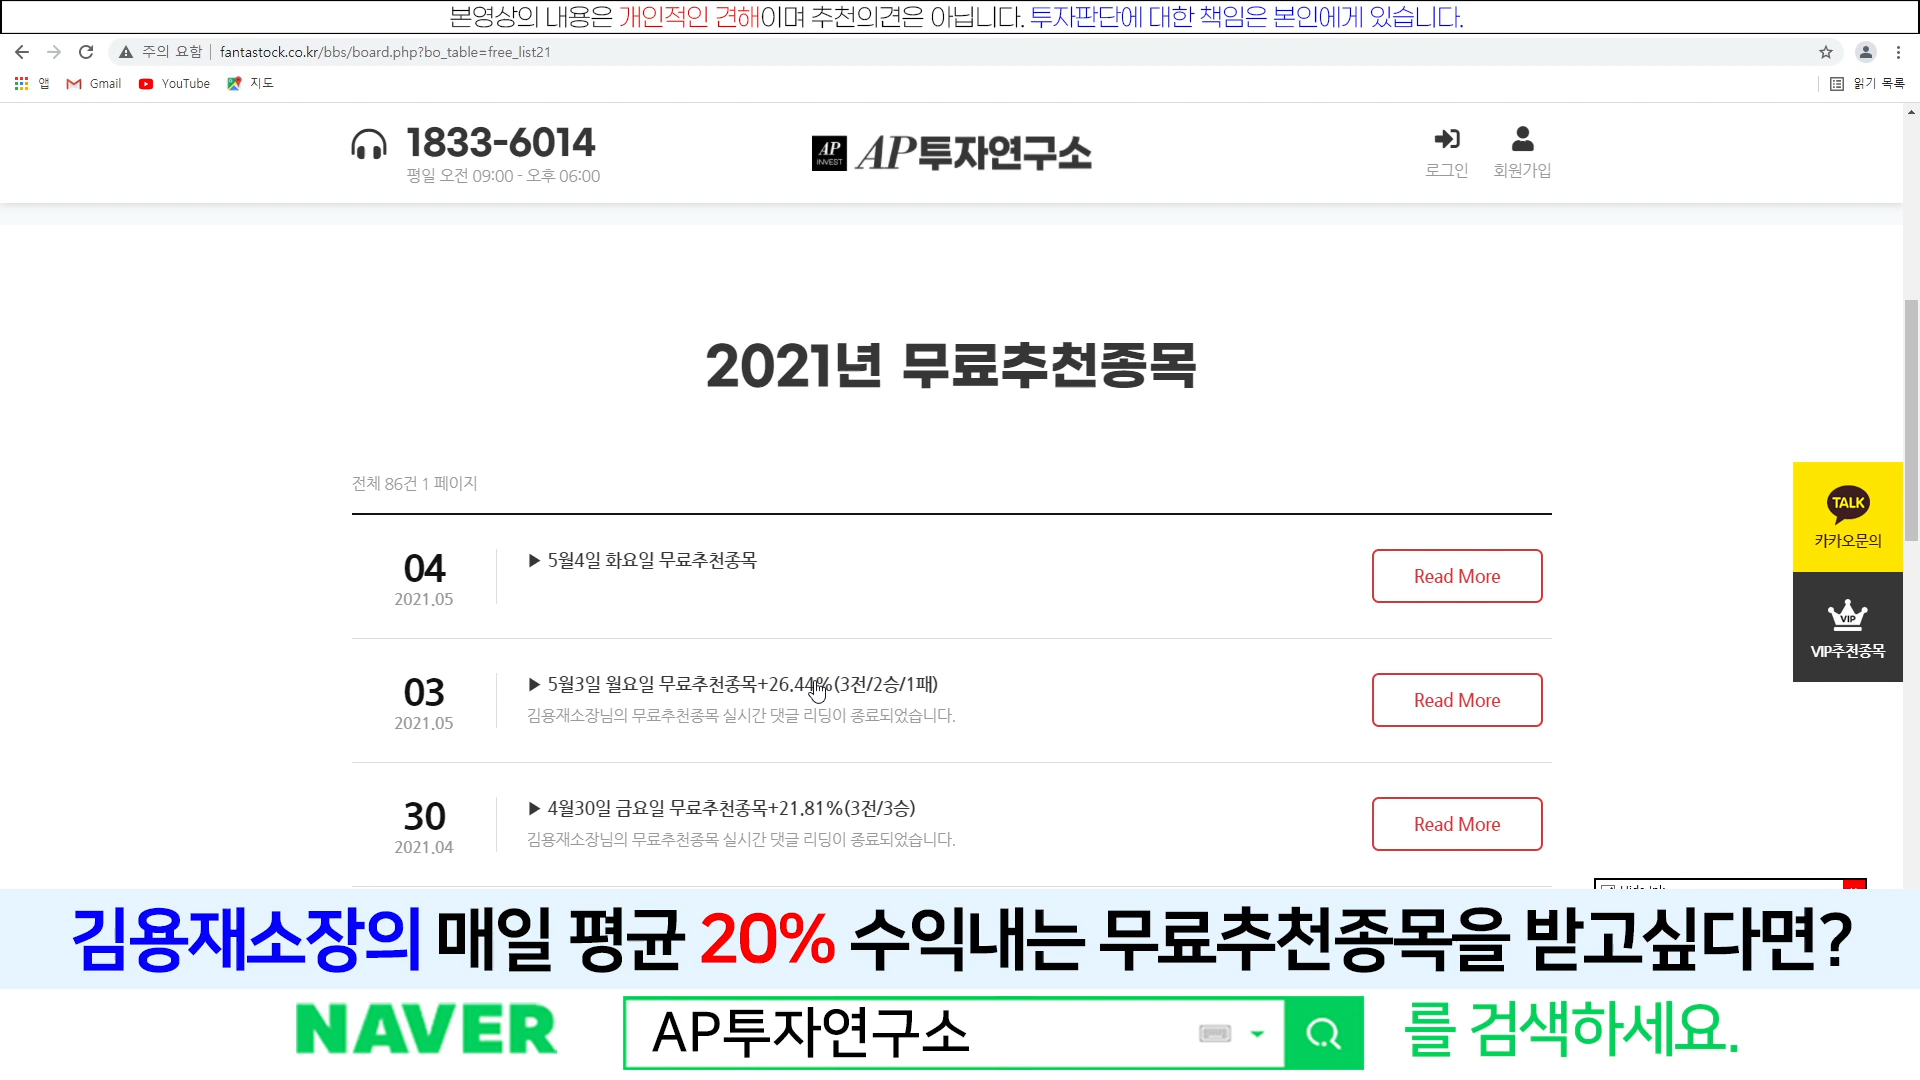 본영상의 내용은 개인적인 견해이며 추천의견은 아닙니다. 투자판단에 대한 책임은 본인에게 있습니다.
주의 요함 fantastock.co.kr/bbs/board.php?bo_table=free_list21
앱 Gmail YouTube 지도 읽기 목록
1833-6014
평일 오전 09:00 - 오후 06:00
AP INVEST AP투자연구소
로그인 회원가입
2021년 무료추천종목
전체 86건 1 페이지
04
2021.05
▶ 5월4일 화요일 무료추천종목
Read More
03
2021.05
▶ 5월3일 월요일 무료추천종목+26.44%(3전/2승/1패)
김용재소장님의 무료추천종목 실시간 댓글 리딩이 종료되었습니다.
Read More
30
2021.04
▶ 4월30일 금요일 무료추천종목+21.81%(3전/3승)
김용재소장님의 무료추천종목 실시간 댓글 리딩이 종료되었습니다.
Read More
TALK
카카오문의
VIP
VIP추천종목
김용재소장의 매일 평균 20% 수익내는 무료추천종목을 받고싶다면?
NAVER AP투자연구소 를 검색하세요.